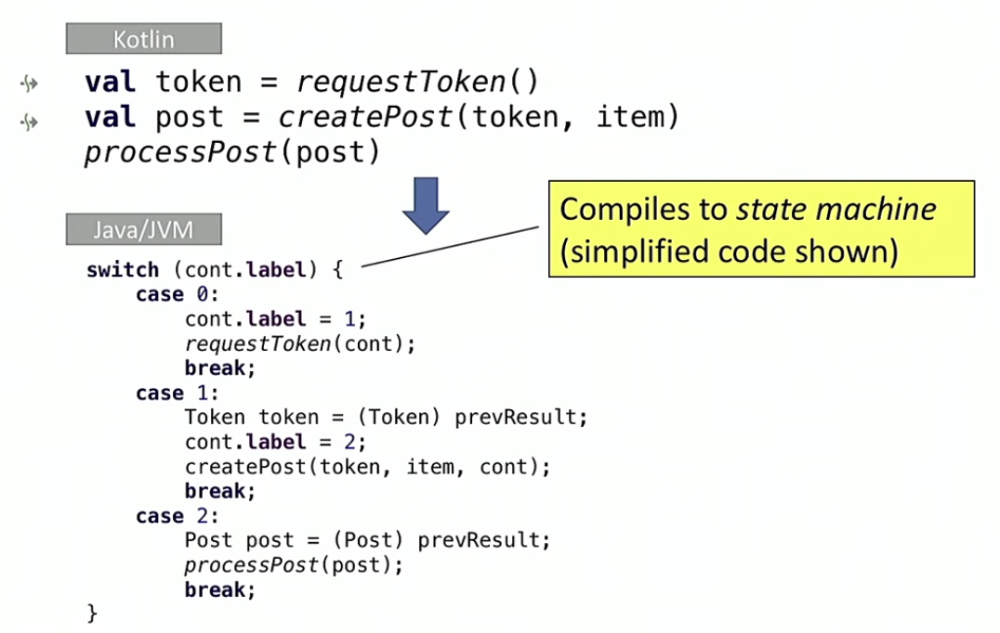 Kotlin
val token = requestToken()
val post = createPost(token, item)
processPost(post)
Compiles to state machine
(simplified code shown)
Java/JVM
switch (cont.label) {
case 0:
cont.label = 1;
requestToken(cont);
break;
case 1:
Token token = (Token) prevResult;
cont.label = 2;
createPost(token, item, cont);
break;
case 2:
Post post = (Post) prevResult;
processPost(post);
break;
}